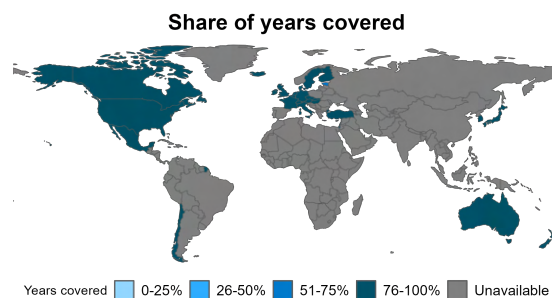 Share of years covered
Years covered 0-25% 26-50% 51-75% 76-100% Unavailable